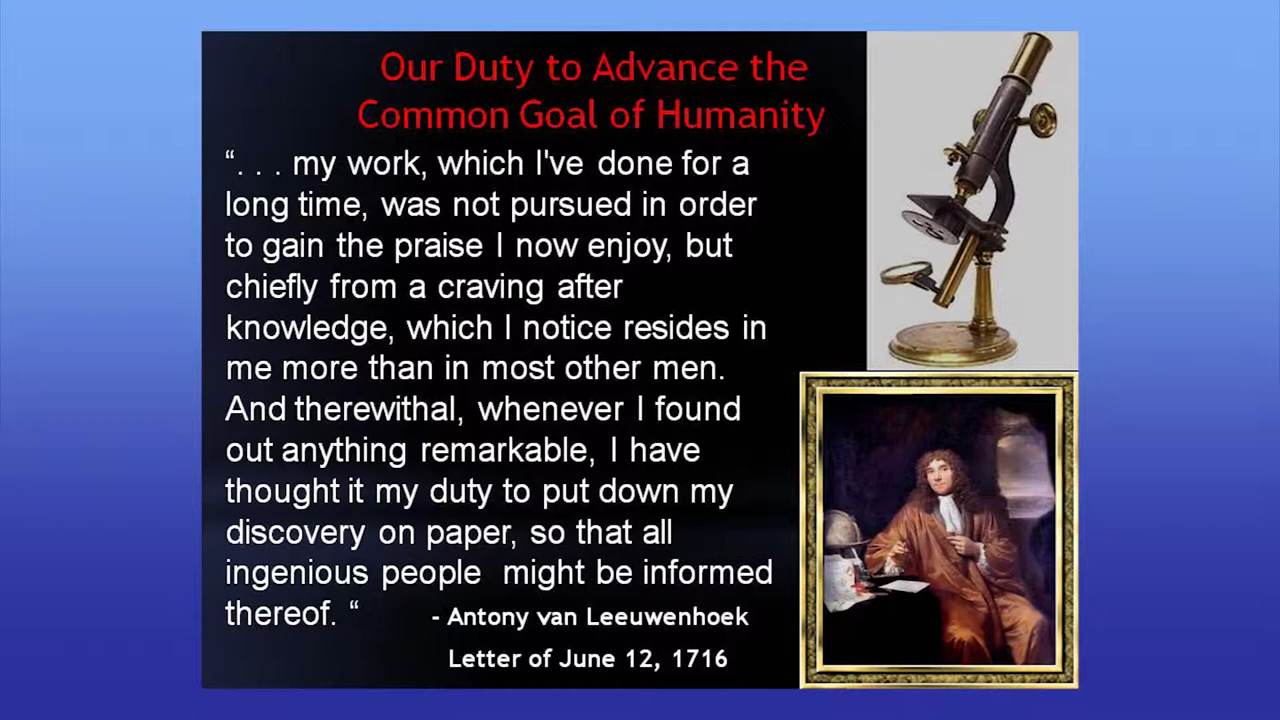 Our Duty to Advance the
Common Goal of Humanity
“. . . my work, which I've done for a
long time, was not pursued in order
to gain the praise I now enjoy, but
chiefly from a craving after
knowledge, which I notice resides in
me more than in most other men.
And therewithal, whenever I found
out anything remarkable, I have
thought it my duty to put down my
discovery on paper, so that all
ingenious people might be informed
thereof. “ - Antony van Leeuwenhoek
Letter of June 12, 1716